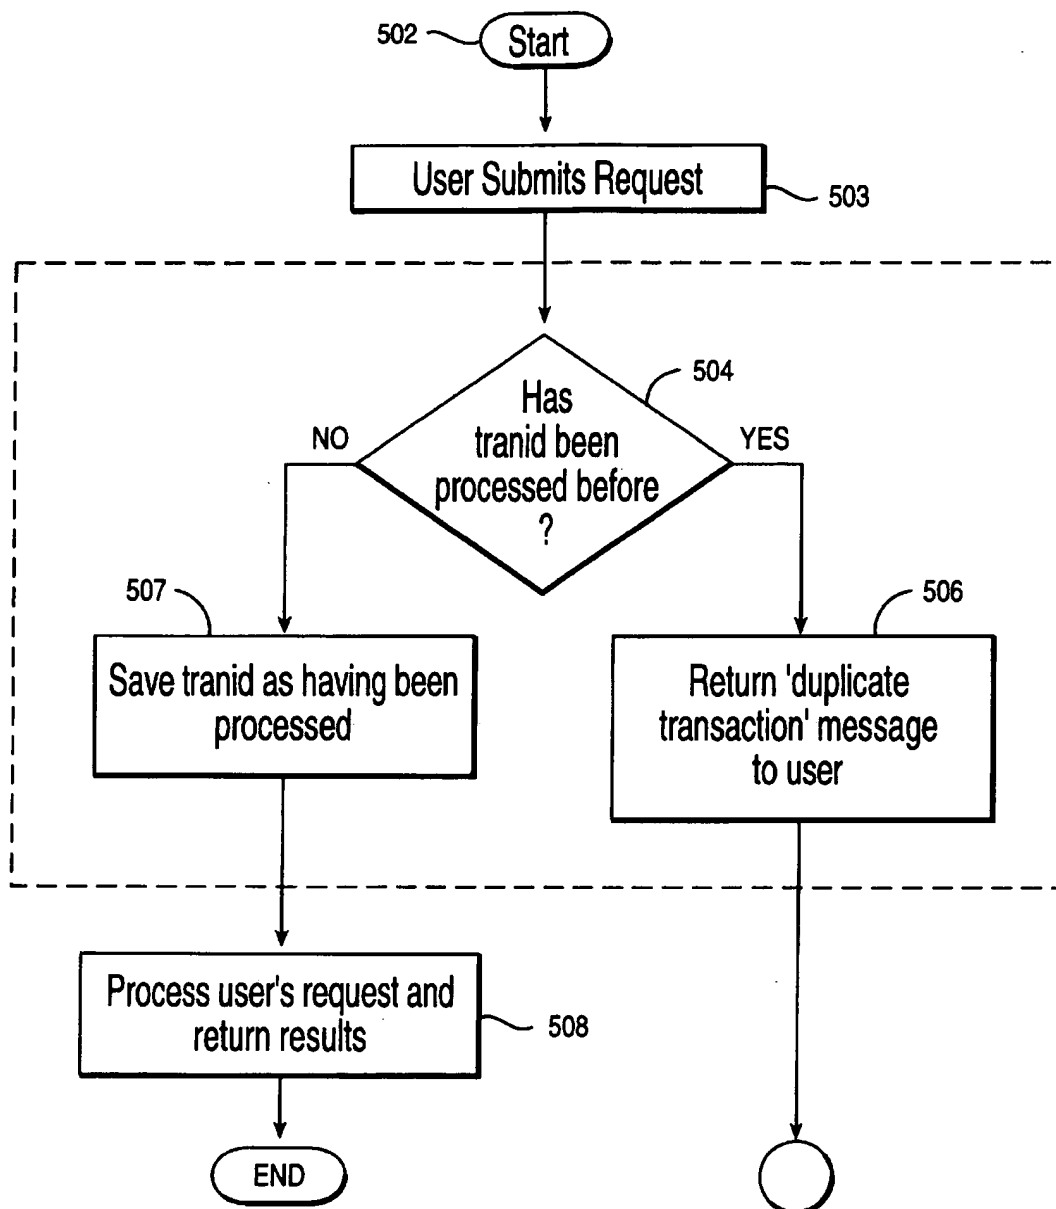 502
Start
User Submits Request
503
504
Has
tranid been
processed before
?
NO
YES
507
506
Save tranid as having been
processed
Return 'duplicate
transaction' message
to user
Process user's request and
return results
508
END